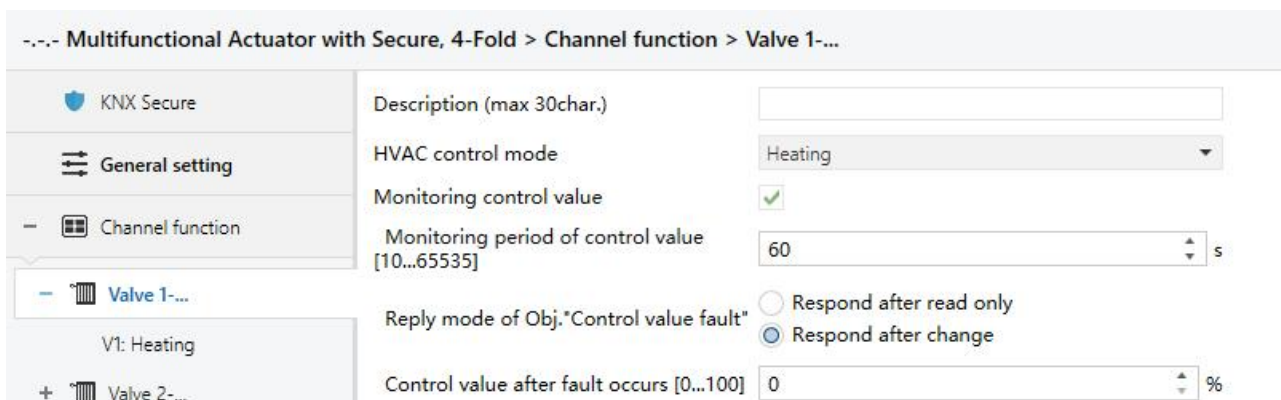 -.-.- Multifunctional Actuator with Secure, 4-Fold > Channel function > Valve 1-...
KNX Secure
General setting
Channel function
Valve 1-...
V1: Heating
Valve 2-...
Description (max 30char.)
HVAC control mode
Heating
Monitoring control value
Monitoring period of control value
[10...65535]
60
s
Reply mode of Obj."Control value fault"
Respond after read only
Respond after change
Control value after fault occurs [0...100]
0
%